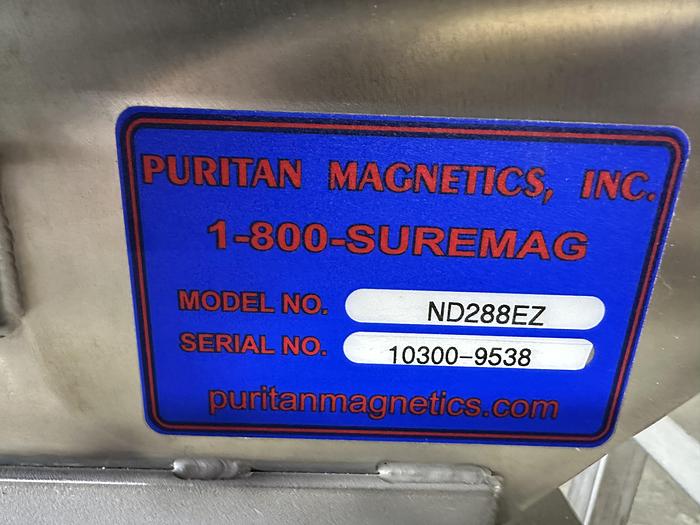 PURITAN MAGNETICS, INC.
1-800-SUREMAG
MODEL NO. ND288EZ
SERIAL NO. 10300-9538
puritanmagnetics.com